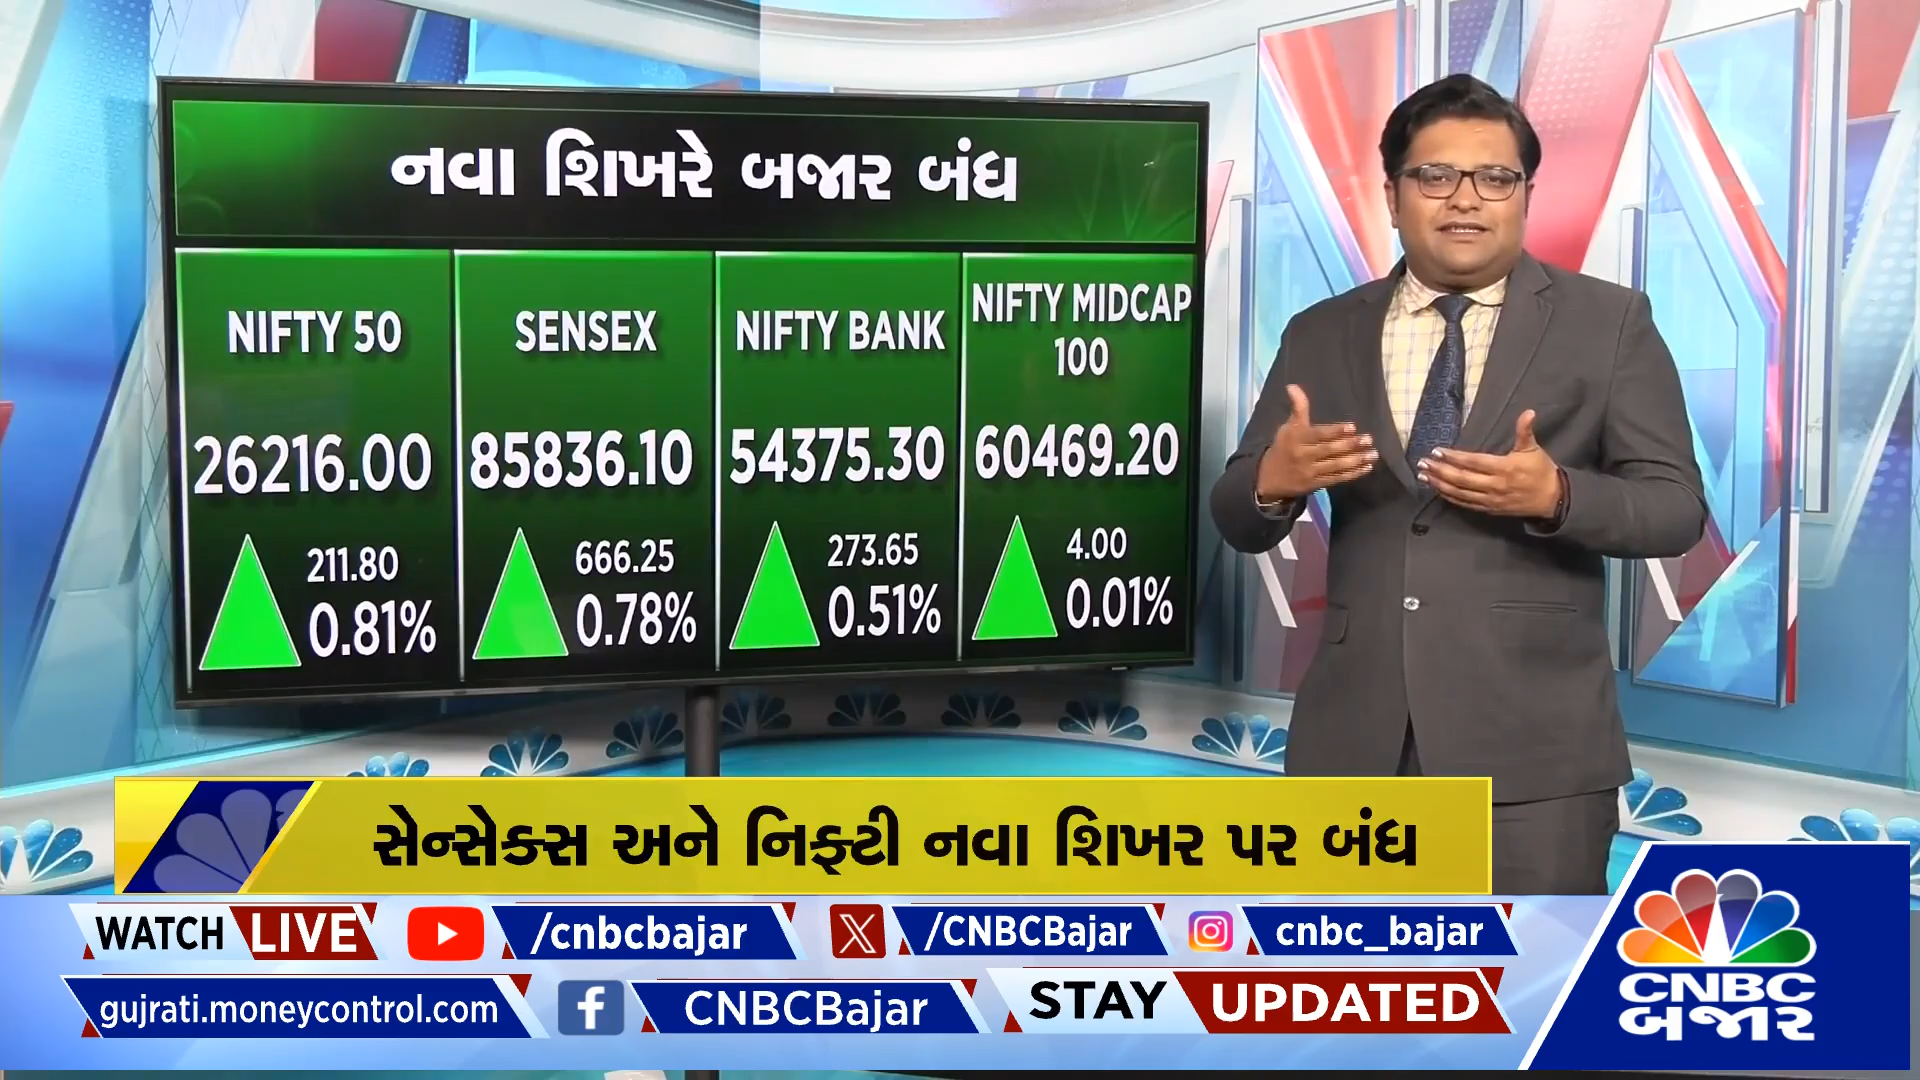 નવા શિખરે બજાર બંધ
NIFTY 50
26216.00
211.80
0.81%
SENSEX
85836.10
666.25
0.78%
NIFTY BANK
54375.30
273.65
0.51%
NIFTY MIDCAP
100
60469.20
4.00
0.01%
સેન્સેક્સ અને નિફ્ટી નવા શિખર પર બંધ
WATCH LIVE /cnbcbajar /CNBCBajar cnbc_bajar
gujrati.moneycontrol.com CNBCBajar STAY UPDATED
CNBC
બજાર